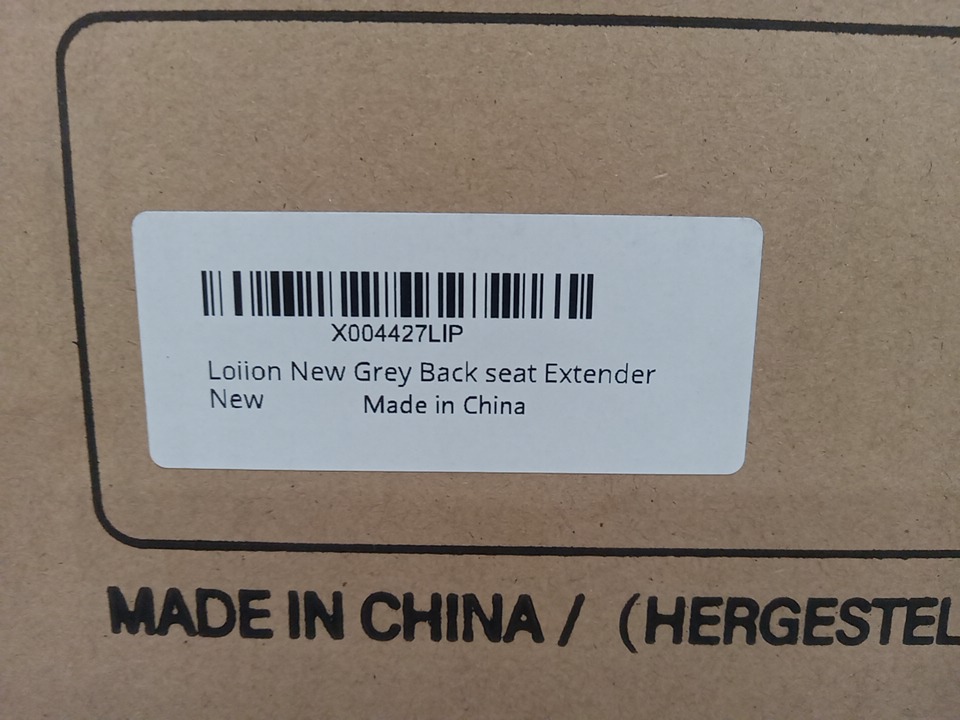 X004427LIP
Loiion New Grey Back seat Extender
New Made in China
MADE IN CHINA / (HERGESTEL